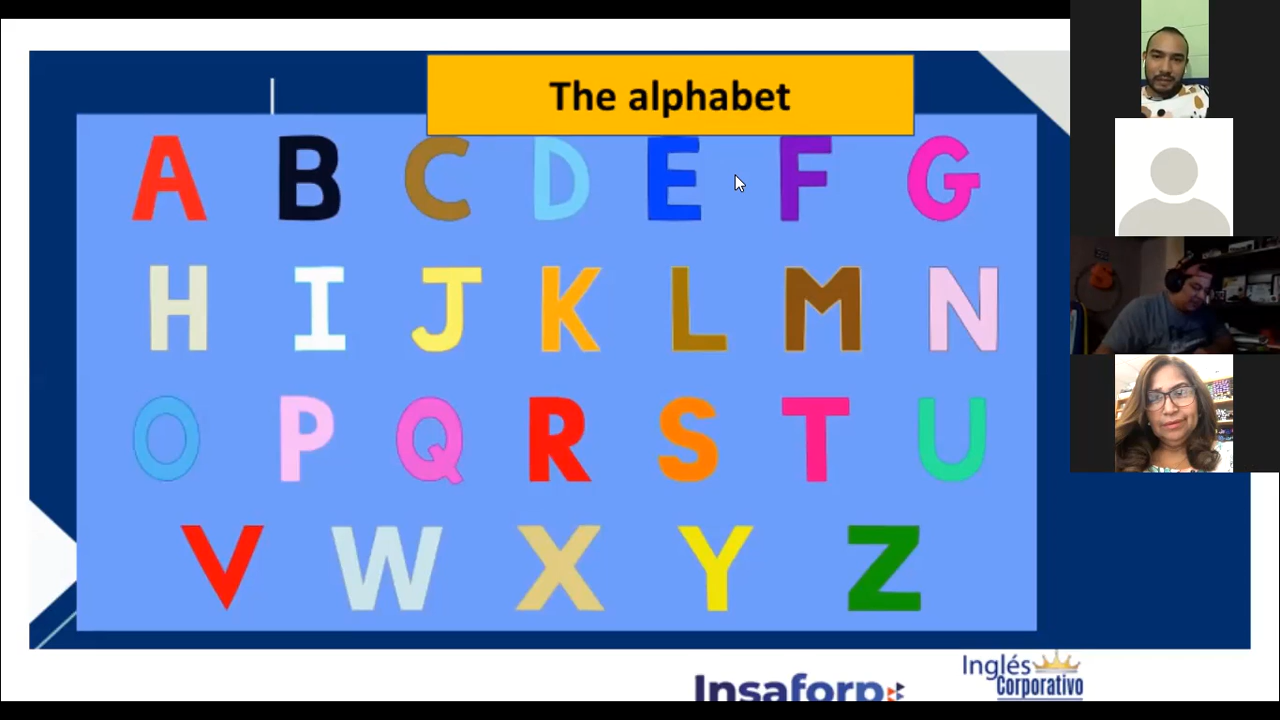 The alphabet
A B C D E F G
H I J K L M N
O P Q R S T U
V W X Y Z
Insaforp
Inglés
Corporativo